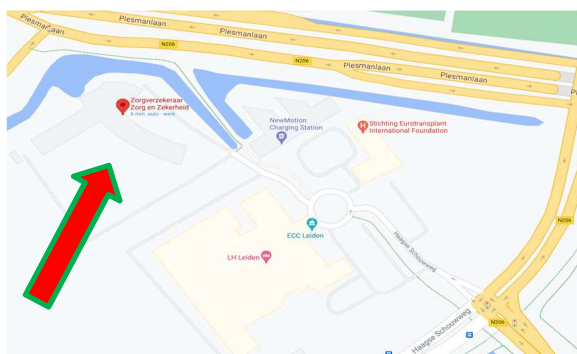 Plesmanlaan
Plesmanlaan
Plesmanlaan
N206
N206
Plesmanlaan
Plesmanlaan
Zorgverzekeraar
Zorg en Zekerheid
6 min. auto - werk
NewMotion
Charging Station
Stichting Eurotransplant
International Foundation
N206
ECC Leiden
Haagse Schouwweg
LH Leiden
N206
Haagse Schouwweg